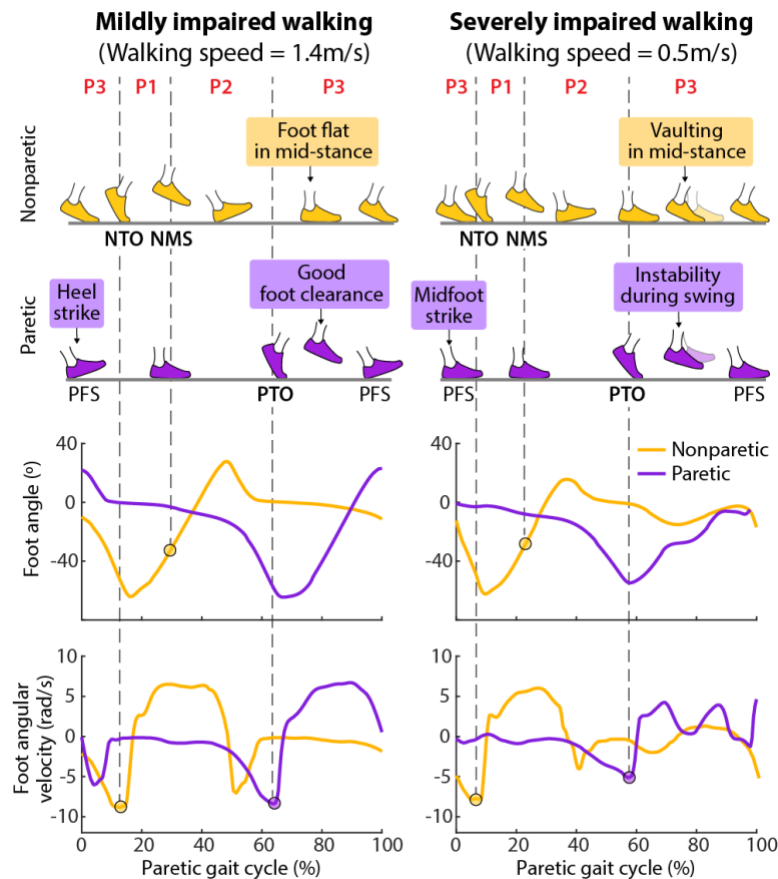 Mildly impaired walking
(Walking speed = 1.4m/s)
Severely impaired walking
(Walking speed = 0.5m/s)
P3 P1 P2 P3
P3 P1 P2 P3
Nonparetic
Foot flat
in mid-stance
Vaulting
in mid-stance
NTO NMS
NTO NMS
Paretic
Heel
strike
Good
foot clearance
Midfoot
strike
Instability
during swing
PFS PTO PFS
PFS PTO PFS
Foot angle (º)
40
0
-40
40
0
-40
Nonparetic
Paretic
Foot angular
velocity (rad/s)
10
5
0
-5
-10
10
5
0
-5
-10
0 20 40 60 80 100
0 20 40 60 80 100
Paretic gait cycle (%)
Paretic gait cycle (%)